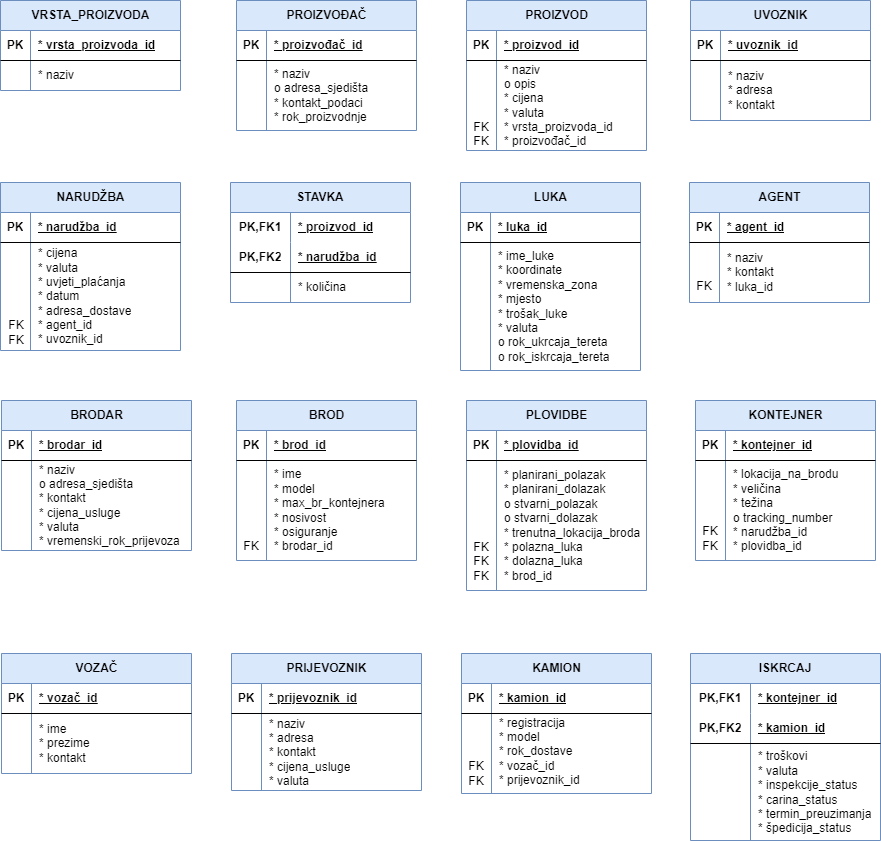 VRSTA_PROIZVODA
PK * vrsta_proizvoda_id
* naziv
PROIZVOĐAČ
PK * proizvođač_id
* naziv
o adresa_sjedišta
* kontakt_podaci
* rok_proizvodnje
PROIZVOD
PK * proizvod_id
* naziv
o opis
* cijena
* valuta
FK * vrsta_proizvoda_id
FK * proizvođač_id
UVOZNIK
PK * uvoznik_id
* naziv
* adresa
* kontakt
NARUDŽBA
PK * narudžba_id
* cijena
* valuta
* uvjeti_plaćanja
* datum
* adresa_dostave
FK * agent_id
FK * uvoznik_id
STAVKA
PK,FK1 * proizvod_id
PK,FK2 * narudžba_id
* količina
LUKA
PK * luka_id
* ime_luke
* koordinate
* vremenska_zona
* mjesto
* trošak_luke
* valuta
o rok_ukrcaja_tereta
o rok_iskrcaja_tereta
AGENT
PK * agent_id
* naziv
* kontakt
FK * luka_id
BRODAR
PK * brodar_id
* naziv
o adresa_sjedišta
* kontakt
* cijena_usluge
* valuta
* vremenski_rok_prijevoza
BROD
PK * brod_id
* ime
* model
* max_br_kontejnera
* nosivost
* osiguranje
FK * brodar_id
PLOVIDBE
PK * plovidba_id
* planirani_polazak
* planirani_dolazak
o stvarni_polazak
o stvarni_dolazak
* trenutna_lokacija_broda
FK * polazna_luka
FK * dolazna_luka
FK * brod_id
KONTEJNER
PK * kontejner_id
* lokacija_na_brodu
* veličina
* težina
o tracking_number
FK * narudžba_id
FK * plovidba_id
VOZAČ
PK * vozač_id
* ime
* prezime
* kontakt
PRIJEVOZNIK
PK * prijevoznik_id
* naziv
* adresa
* kontakt
* cijena_usluge
* valuta
KAMION
PK * kamion_id
* registracija
* model
* rok_dostave
FK * vozač_id
FK * prijevoznik_id
ISKRCAJ
PK,FK1 * kontejner_id
PK,FK2 * kamion_id
* troškovi
* valuta
* inspekcije_status
* carina_status
* termin_preuzimanja
* špedicija_status